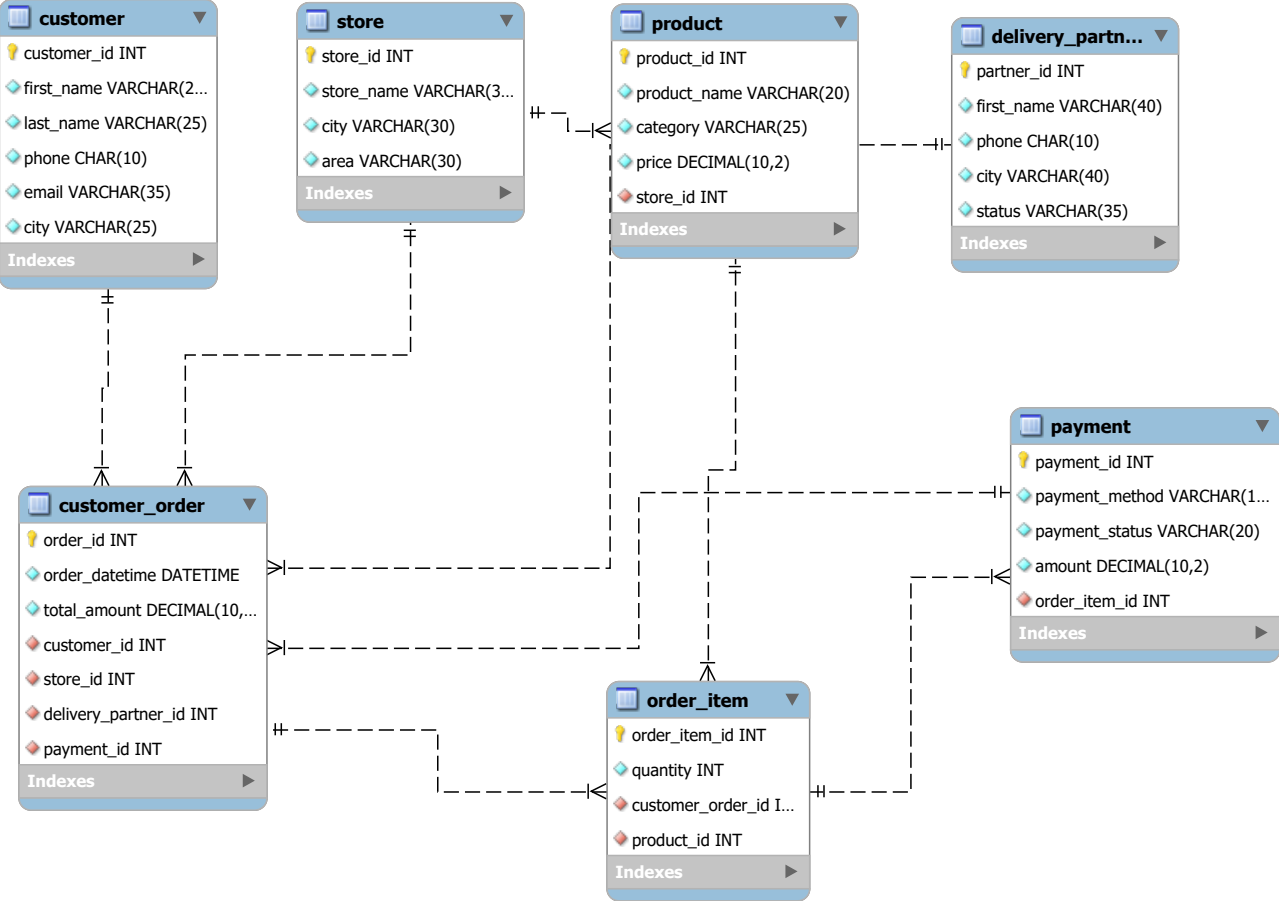 customer
customer_id INT
first_name VARCHAR(2...
last_name VARCHAR(25)
phone CHAR(10)
email VARCHAR(35)
city VARCHAR(25)
Indexes
store
store_id INT
store_name VARCHAR(3...
city VARCHAR(30)
area VARCHAR(30)
Indexes
product
product_id INT
product_name VARCHAR(20)
category VARCHAR(25)
price DECIMAL(10,2)
store_id INT
Indexes
delivery_partn...
partner_id INT
first_name VARCHAR(40)
phone CHAR(10)
city VARCHAR(40)
status VARCHAR(35)
Indexes
customer_order
order_id INT
order_datetime DATETIME
total_amount DECIMAL(10,...
customer_id INT
store_id INT
delivery_partner_id INT
payment_id INT
Indexes
order_item
order_item_id INT
quantity INT
customer_order_id I...
product_id INT
Indexes
payment
payment_id INT
payment_method VARCHAR(1...
payment_status VARCHAR(20)
amount DECIMAL(10,2)
order_item_id INT
Indexes